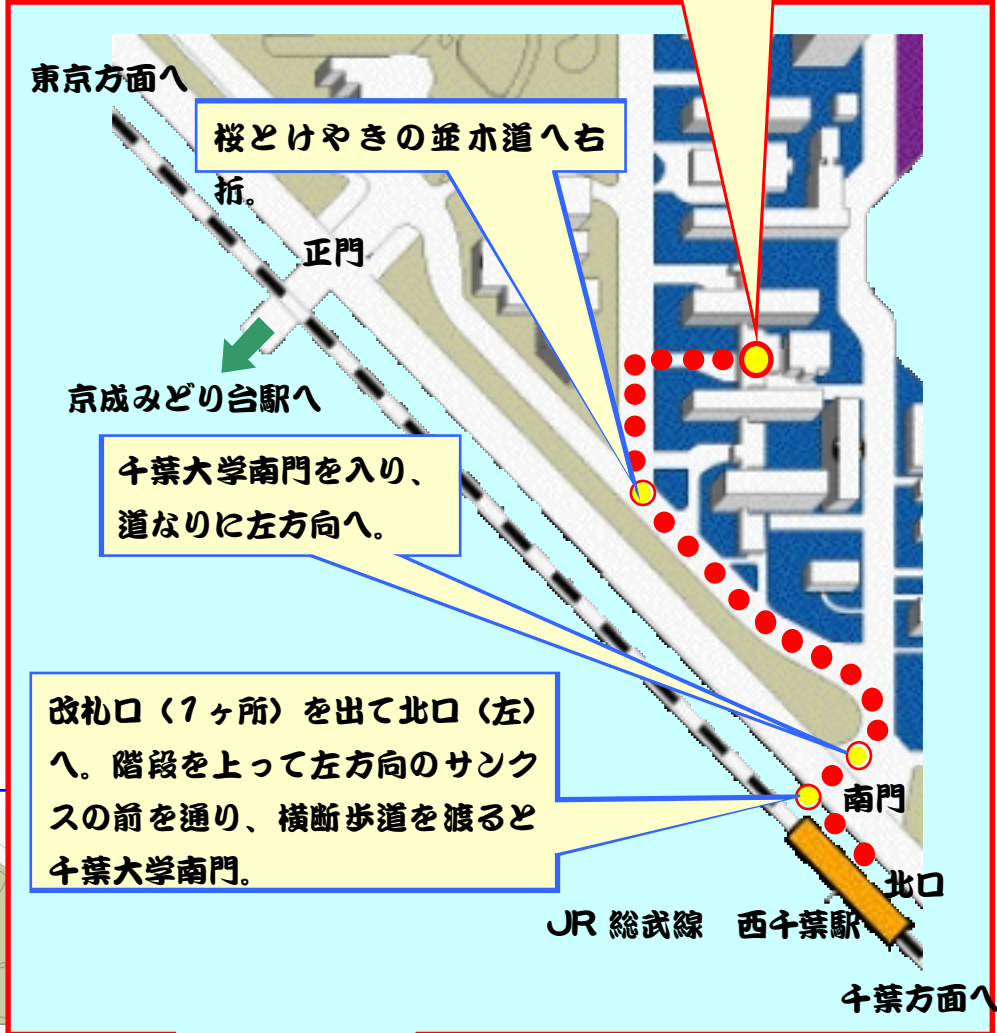 東京方面へ
桜とけやきの並木道へ右
折。
正門
京成みどり台駅へ
千葉大学南門を入り、
道なりに左方向へ。
改札口（1ヶ所）を出て北口（左）
へ。階段を上って左方向のサンク
スの前を通り、横断歩道を渡ると
千葉大学南門。
南門
北口
JR 総武線　西千葉駅
千葉方面へ